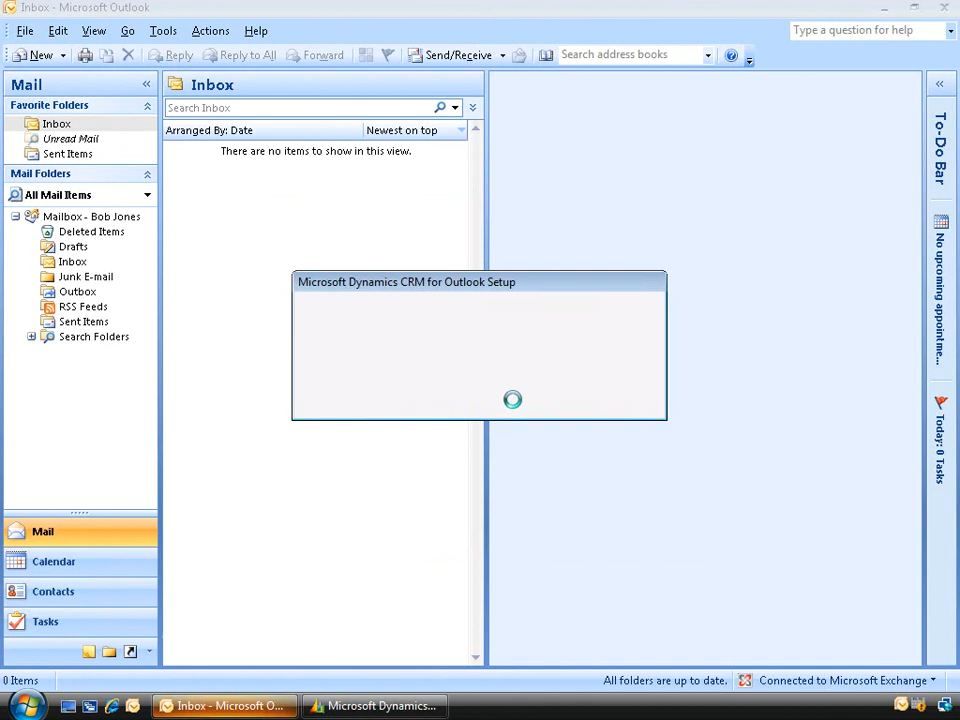 Inbox - Microsoft Outlook
File Edit View Go Tools Actions Help
Type a question for help
New Reply Reply to All Forward Send/Receive Search address books
Mail
Favorite Folders
Inbox
Unread Mail
Sent Items
Mail Folders
All Mail Items
Mailbox - Bob Jones
Deleted Items
Drafts
Inbox
Junk E-mail
Outbox
RSS Feeds
Sent Items
Search Folders
Mail
Calendar
Contacts
Tasks
Inbox
Search Inbox
Arranged By: Date Newest on top
There are no items to show in this view.
Microsoft Dynamics CRM for Outlook Setup
To-Do Bar
No upcoming appointme...
Today: 0 Tasks
0 Items
All folders are up to date. Connected to Microsoft Exchange
Inbox - Microsoft O...
Microsoft Dynamics...